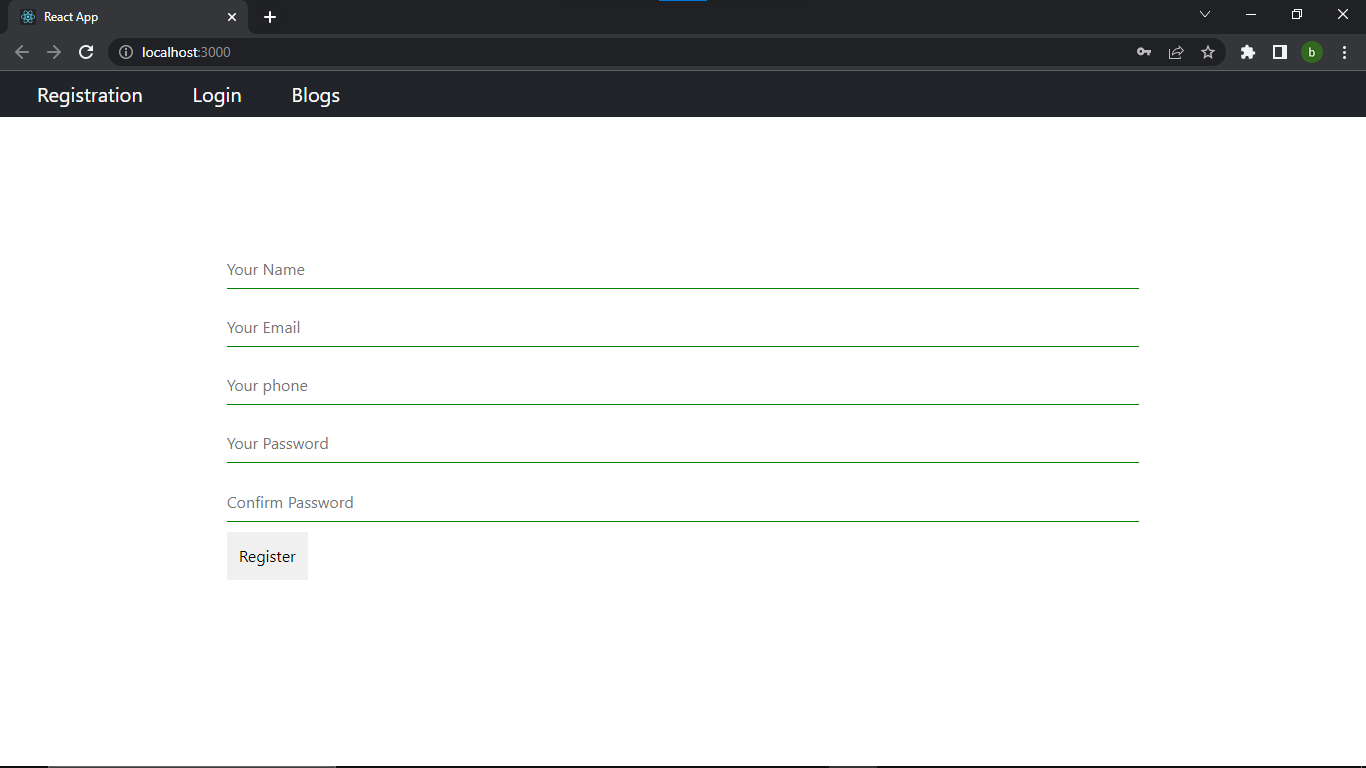 React App
localhost:3000
b
Registration Login Blogs
Your Name
Your Email
Your phone
Your Password
Confirm Password
Register